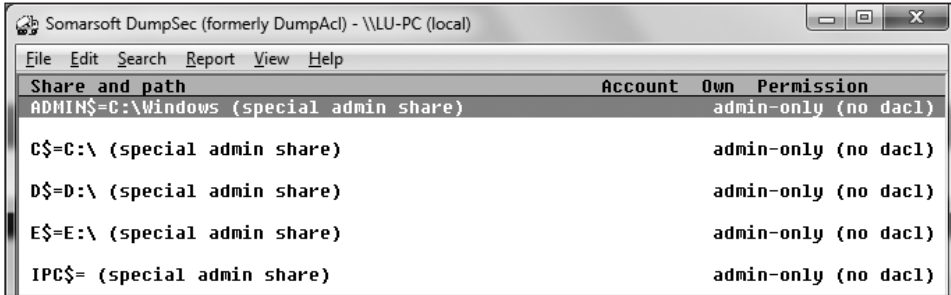 Somarsoft DumpSec (formerly DumpAcl) - \\LU-PC (local)
File Edit Search Report View Help
Share and path Account Own Permission
ADMIN$=C:\Windows (special admin share) admin-only (no dacl)
C$=C:\ (special admin share) admin-only (no dacl)
D$=D:\ (special admin share) admin-only (no dacl)
E$=E:\ (special admin share) admin-only (no dacl)
IPC$= (special admin share) admin-only (no dacl)